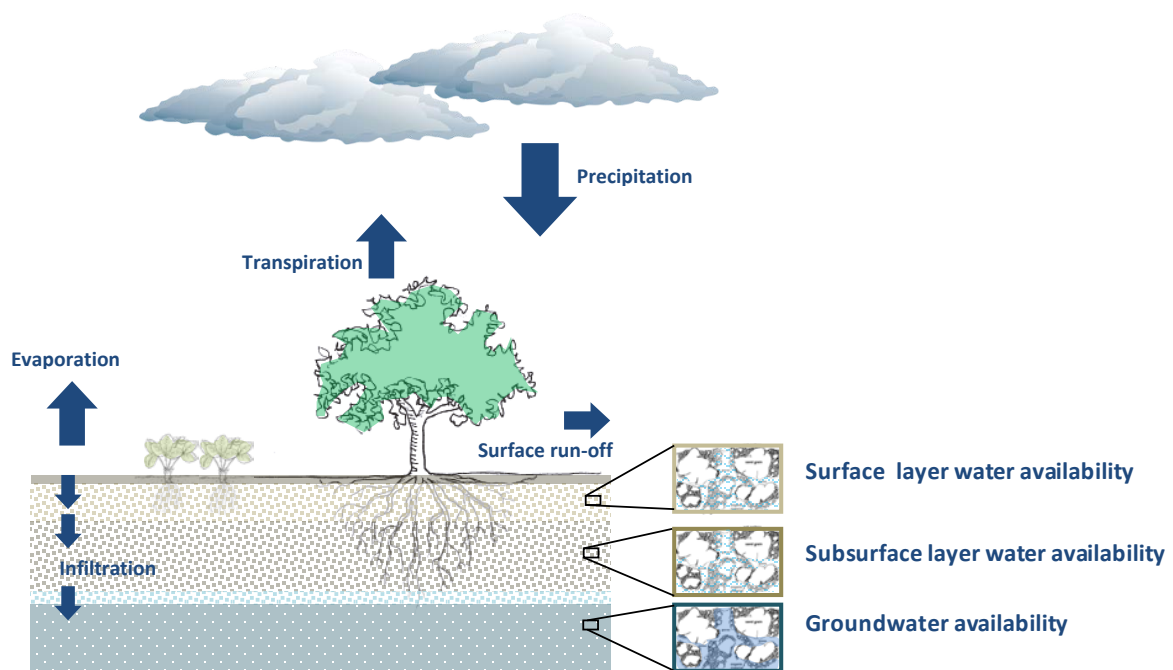 Precipitation
Transpiration
Evaporation
Surface run-off
Surface layer water availability
Subsurface layer water availability
Infiltration
Groundwater availability